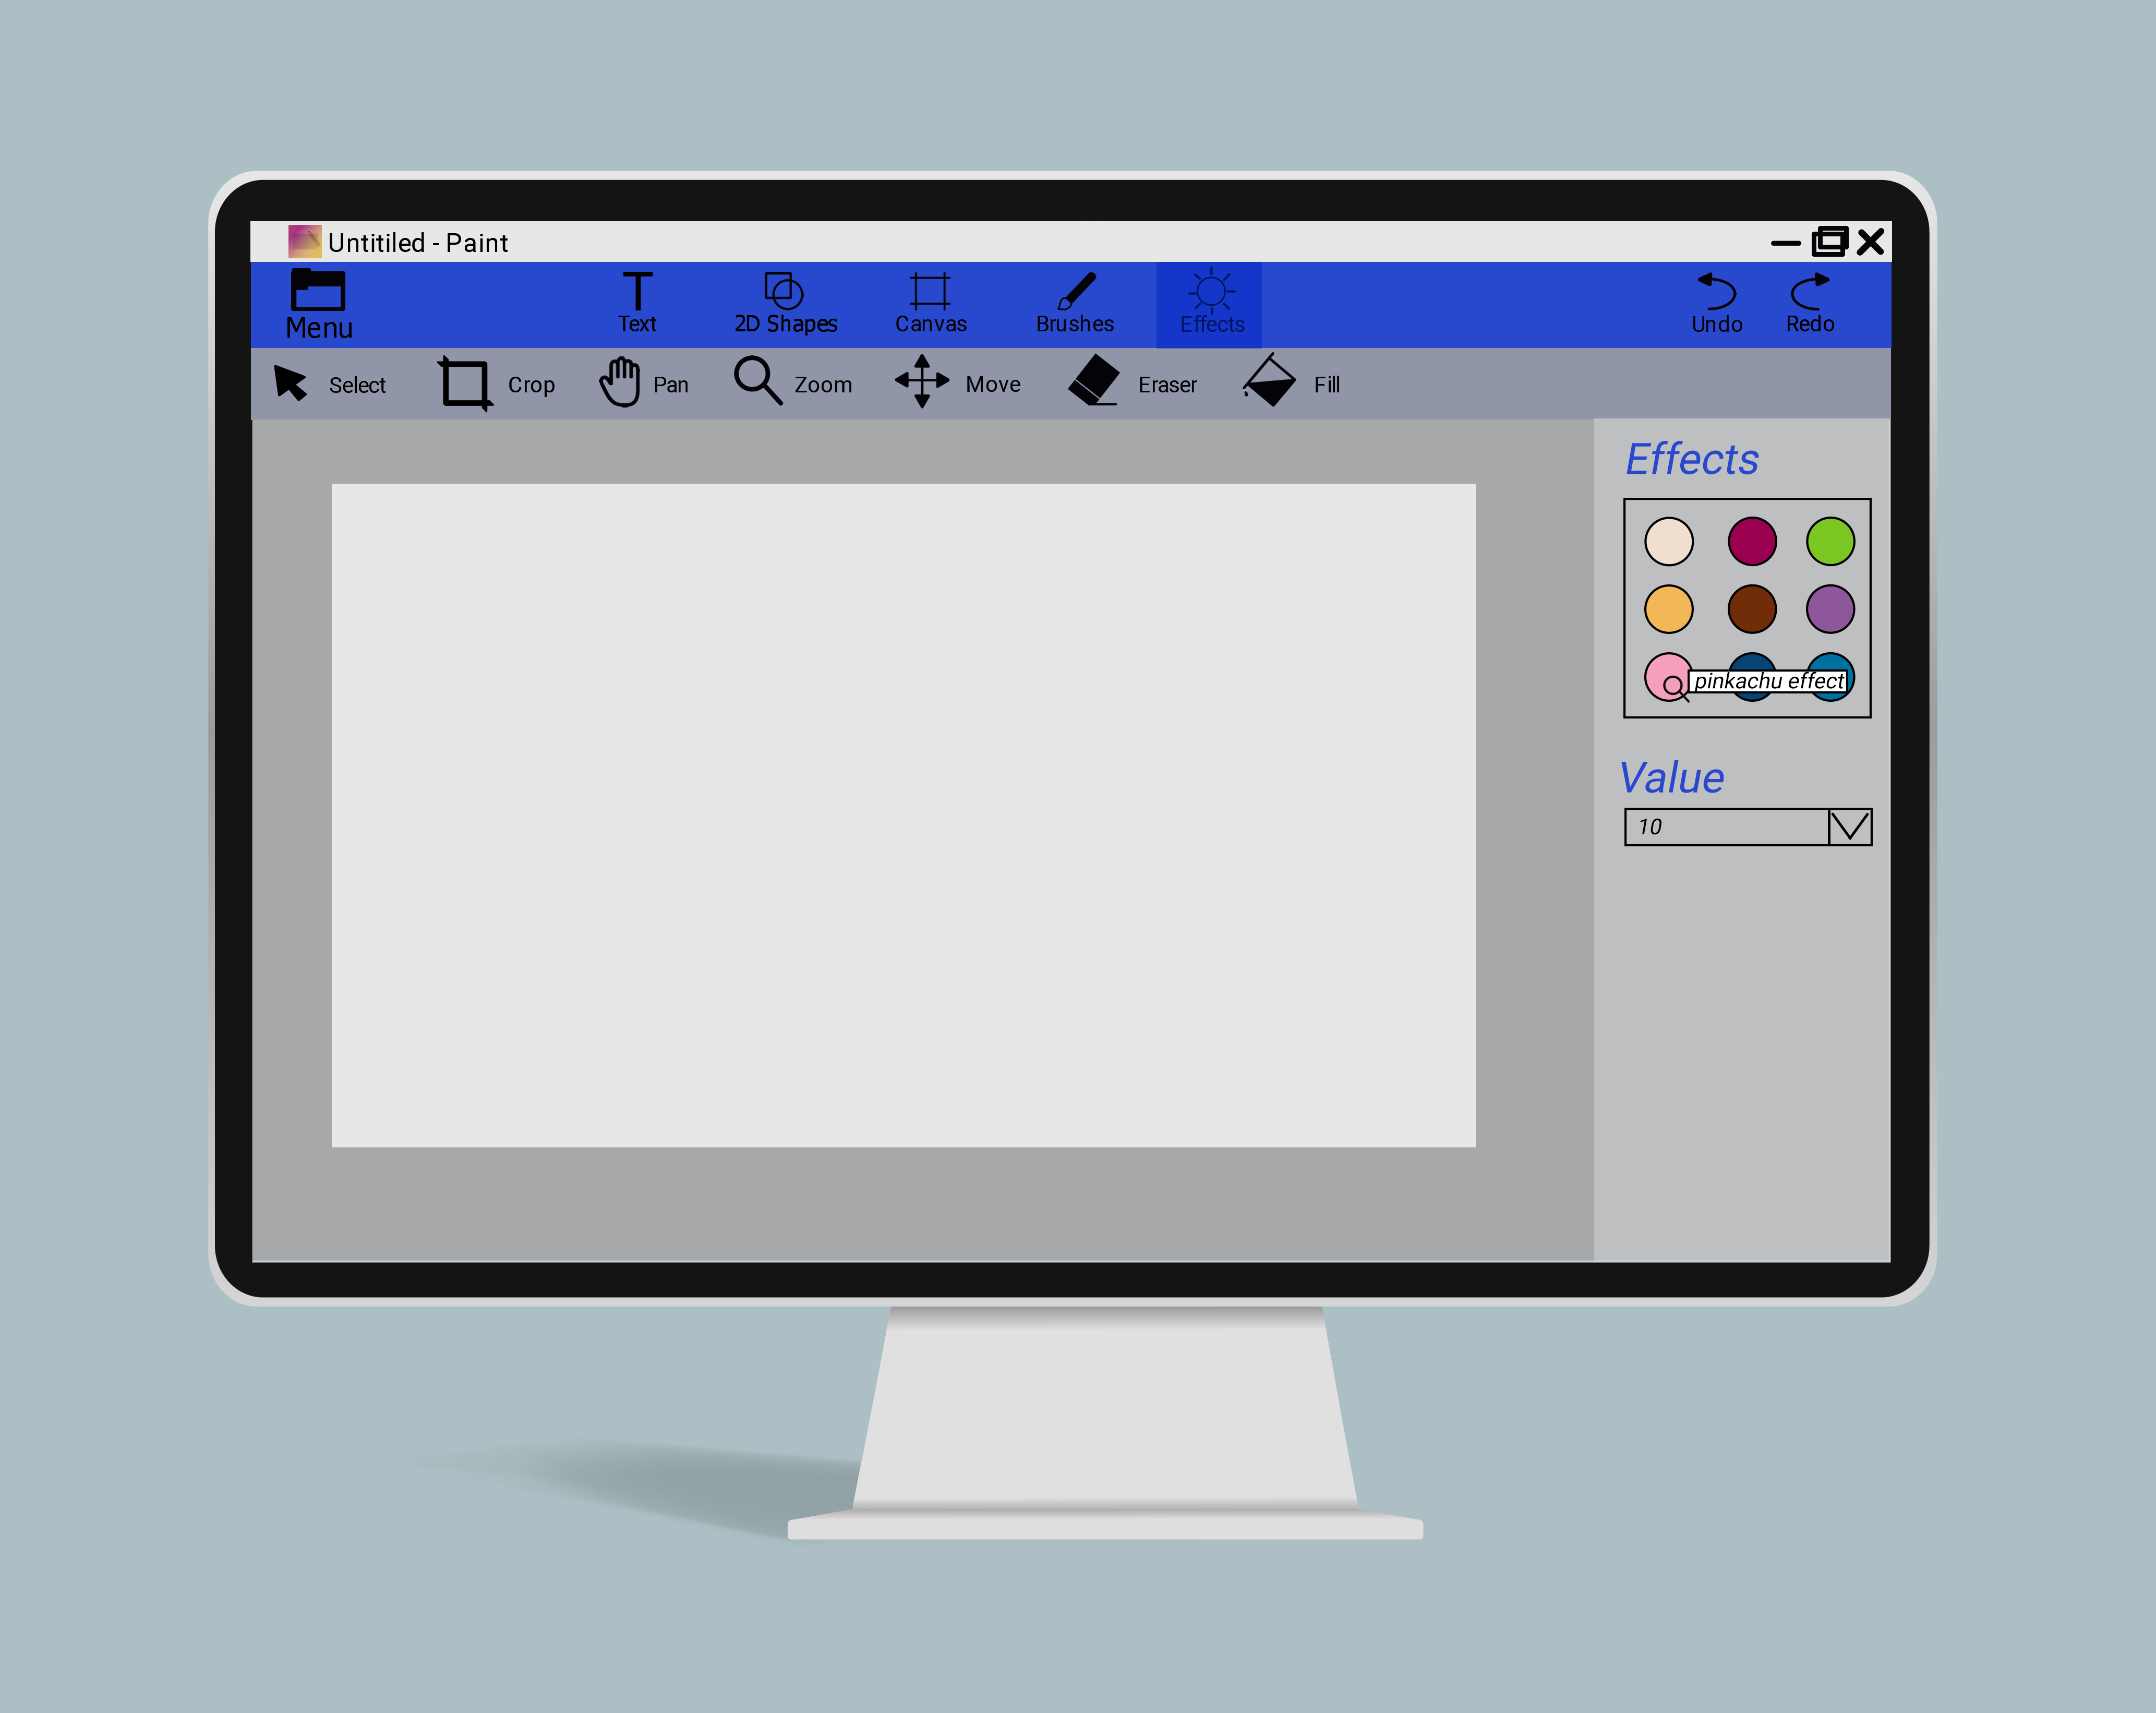 Untitiled - Paint
Menu
Text
2D Shapes
Canvas
Brushes
Effects
Undo
Redo
Select
Crop
Pan
Zoom
Move
Eraser
Fill
Effects
pinkachu effect
Value
10